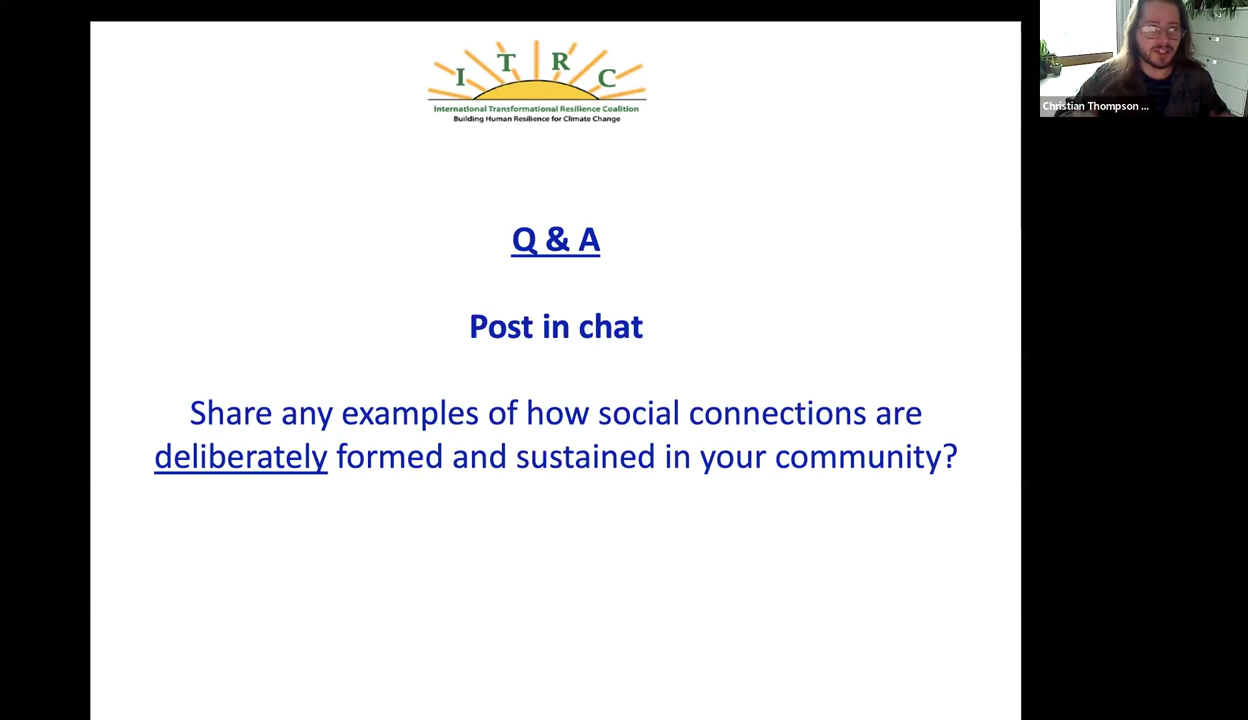 I T R C
International Transformational Resilience Coalition
Building Human Resilience for Climate Change
Christian Thompson ...
Q & A
Post in chat
Share any examples of how social connections are
deliberately formed and sustained in your community?